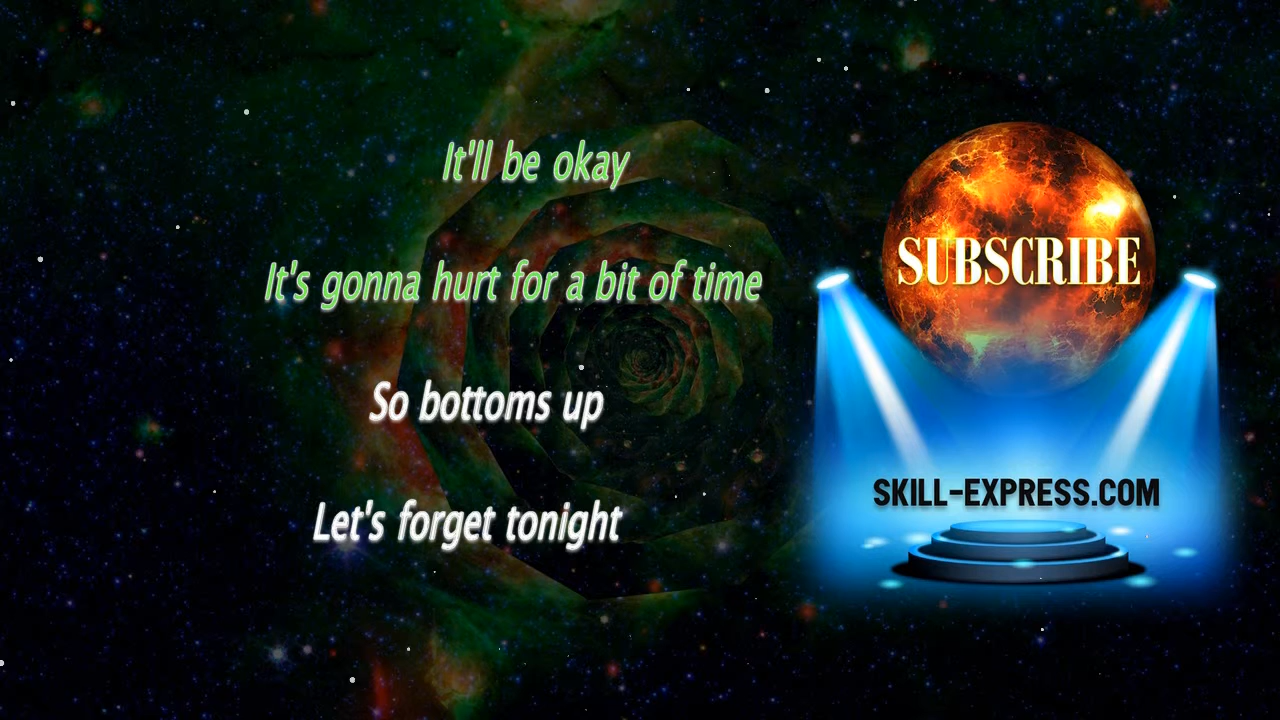 It'll be okay
It's gonna hurt for a bit of time
So bottoms up
Let's forget tonight
SUBSCRIBE
SKILL-EXPRESS.COM